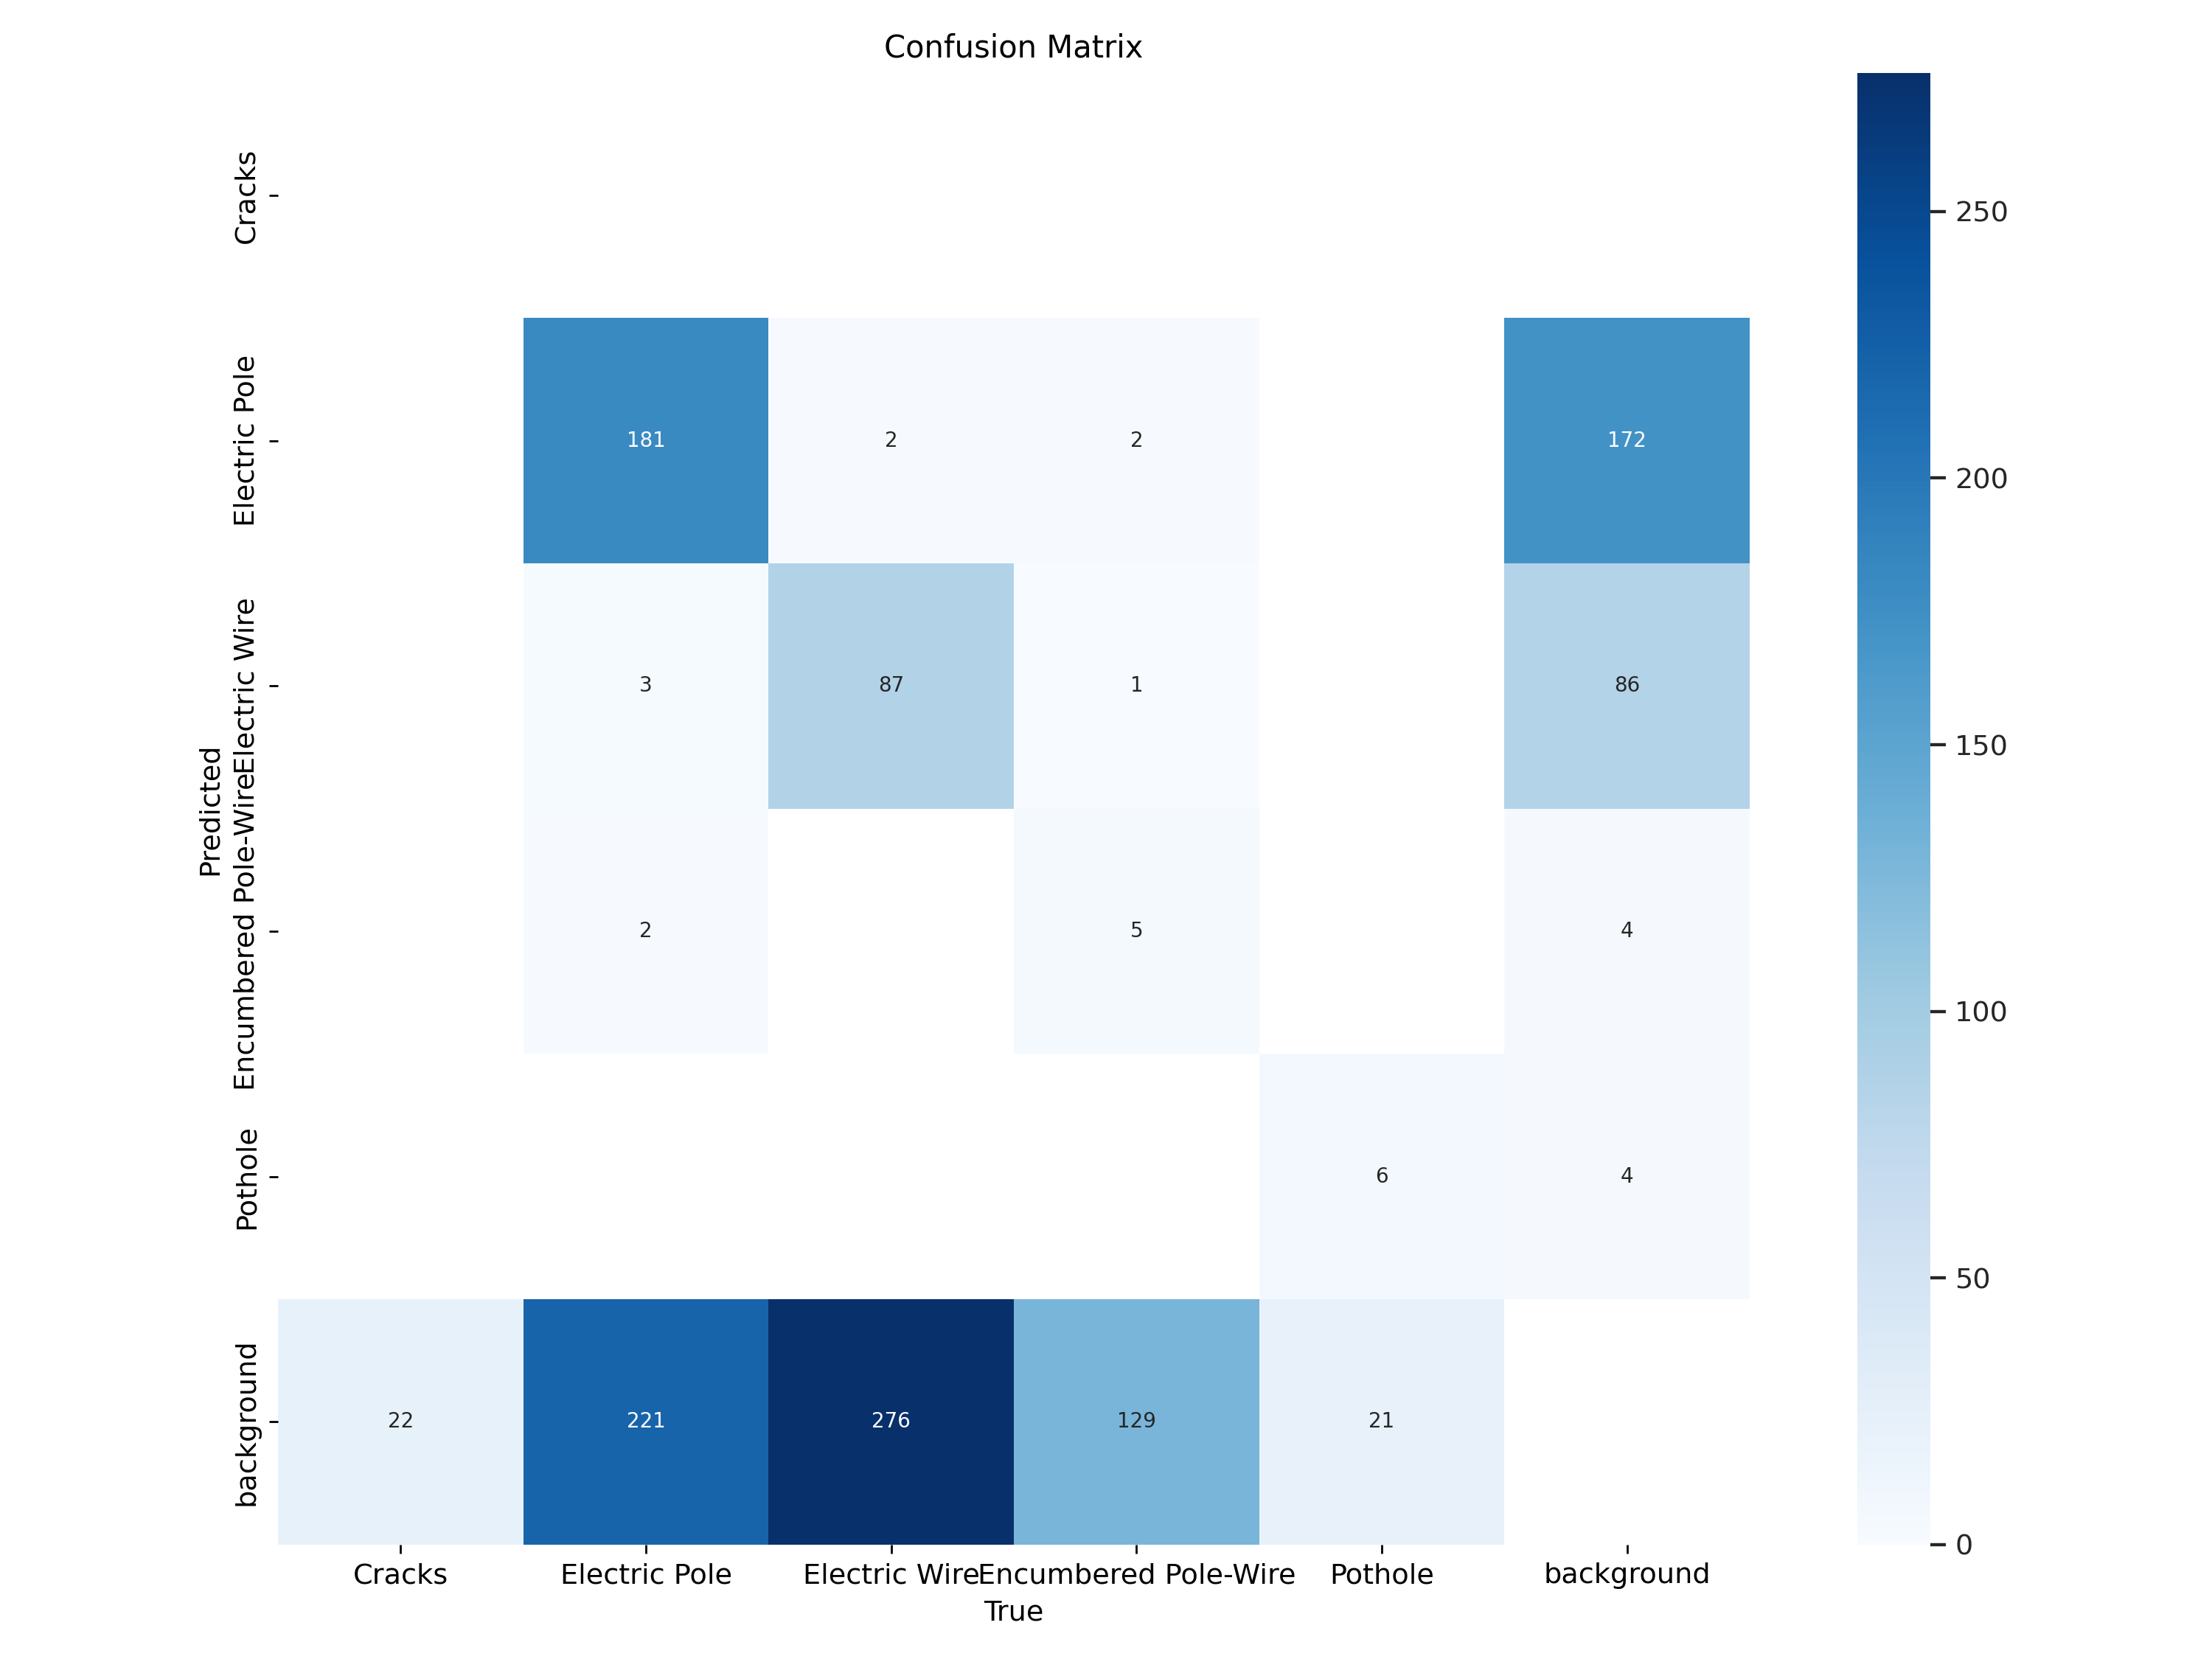 Confusion Matrix
Cracks
Electric Pole
Electric Wire
Encumbered Pole-Wire
Pothole
background
Predicted
181 2 2 172
3 87 1 86
2 5 4
6 4
22 221 276 129 21
Cracks Electric Pole Electric Wire Encumbered Pole-Wire Pothole background
True
250
200
150
100
50
0